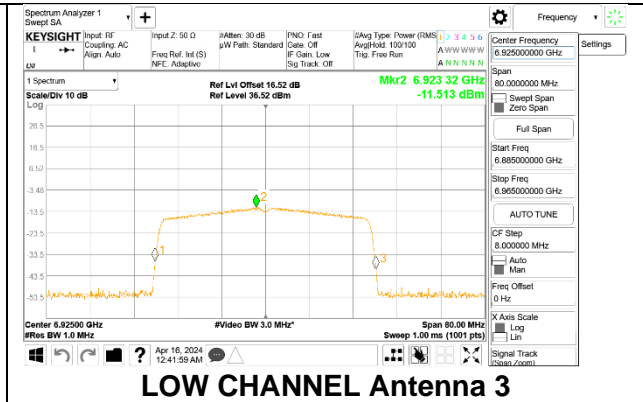 Spectrum Analyzer 1
Swept SA
+
Frequency
KEYSIGHT
Input: RF
Coupling: AC
Align: Auto
Input Z: 50 Ω
Freq Ref: Int (S)
NFE: Adaptive
#Atten: 30 dB
µW Path: Standard
PNO: Fast
Gate: Off
IF Gain: Low
Sig Track: Off
#Avg Type: Power (RMS
Avg|Hold: 100/100
Trig: Free Run
1 2 3 4 5 6
A W W W W W
A N N N N N
1 Spectrum
Scale/Div 10 dB
Log
Ref Lvl Offset 16.52 dB
Ref Level 36.52 dBm
Mkr2 6.923 32 GHz
-11.513 dBm
26.5
16.5
6.52
-3.48
-13.5
-23.5
-33.5
-43.5
-53.5
1
2
3
Center 6.92500 GHz
#Res BW 1.0 MHz
#Video BW 3.0 MHz*
Span 80.00 MHz
Sweep 1.00 ms (1001 pts)
?
Apr 16, 2024
12:41:59 AM
Center Frequency
6.925000000 GHz
Settings
Span
80.0000000 MHz
Swept Span
Zero Span
Full Span
Start Freq
6.885000000 GHz
Stop Freq
6.965000000 GHz
AUTO TUNE
CF Step
8.000000 MHz
Auto
Man
Freq Offset
0 Hz
X Axis Scale
Log
Lin
Signal Track
(Span Zoom)
LOW CHANNEL Antenna 3